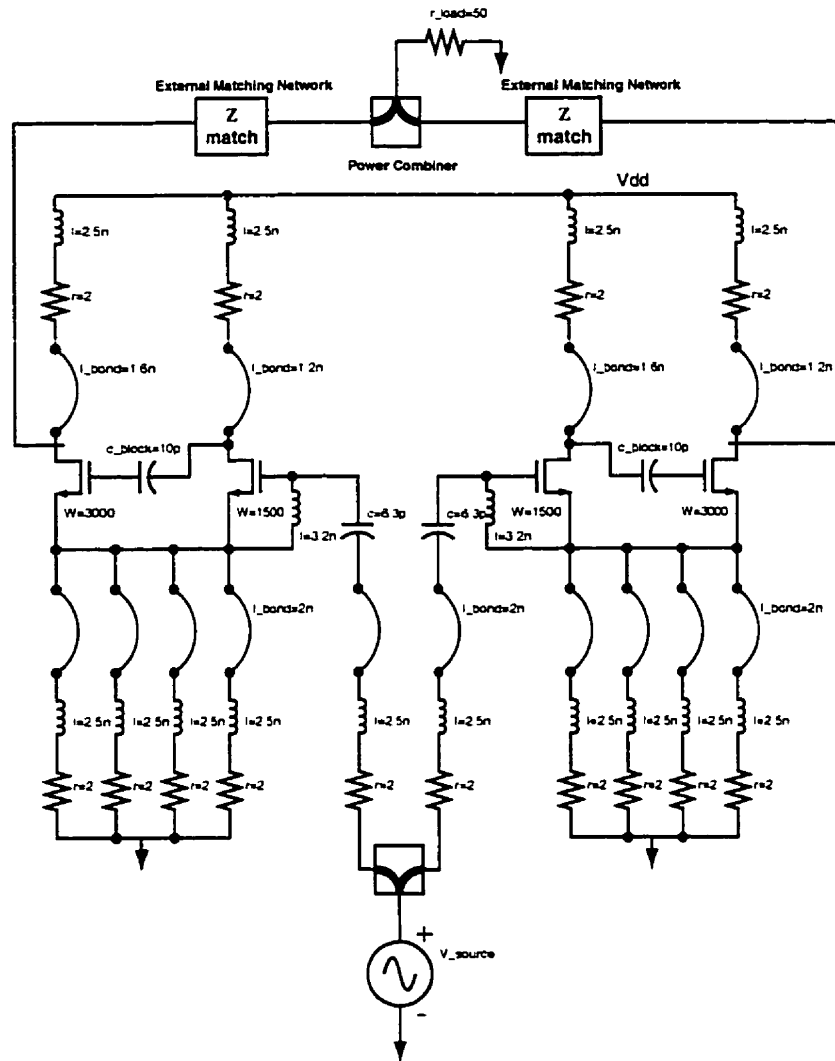 r_load=50
External Matching Network
External Matching Network
Z
match
Z
match
Power Combiner
Vdd
l=2.5n
l=2.5n
l=2.5n
l=2.5n
r=2
r=2
r=2
r=2
l_bond=1.6n
l_bond=1.2n
l_bond=1.6n
l_bond=1.2n
c_block=10p
c_block=10p
W=3000
W=1500
l=3.2n
c=6.3p
c=6.3p
l=3.2n
W=1500
W=3000
l_bond=2n
l_bond=2n
l_bond=2n
l=2.5n
l=2.5n
l=2.5n
l=2.5n
l=2.5n
l=2.5n
l=2.5n
l=2.5n
l=2.5n
l=2.5n
r=2
r=2
r=2
r=2
r=2
r=2
r=2
r=2
r=2
r=2
+
V_source
-